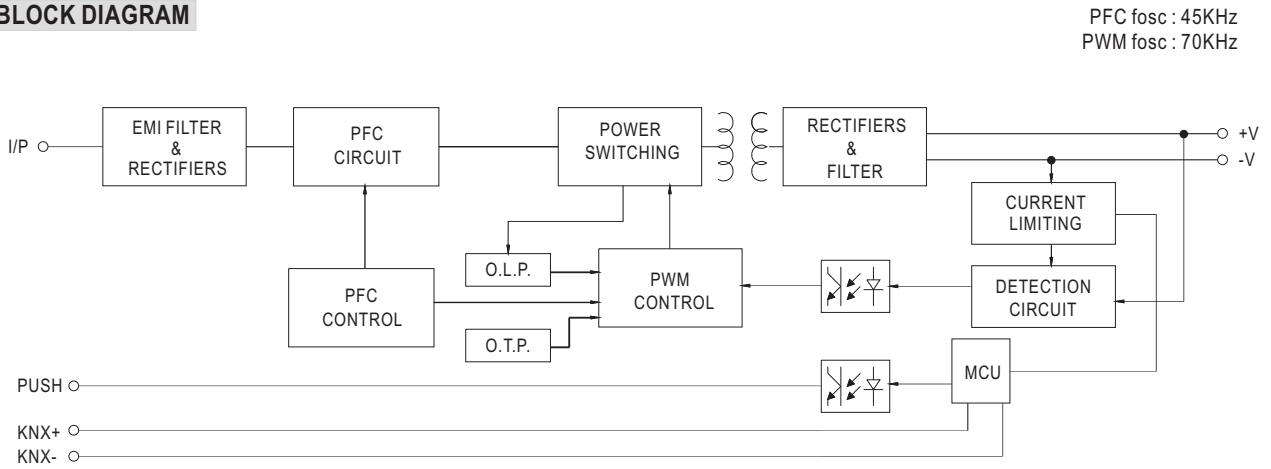 BLOCK DIAGRAM
PFC fosc : 45KHz
PWM fosc : 70KHz
I/P
EMI FILTER
&
RECTIFIERS
PFC
CIRCUIT
POWER
SWITCHING
RECTIFIERS
&
FILTER
+V
-V
CURRENT
LIMITING
O.L.P.
PFC
CONTROL
PWM
CONTROL
DETECTION
CIRCUIT
O.T.P.
MCU
PUSH
KNX+
KNX-